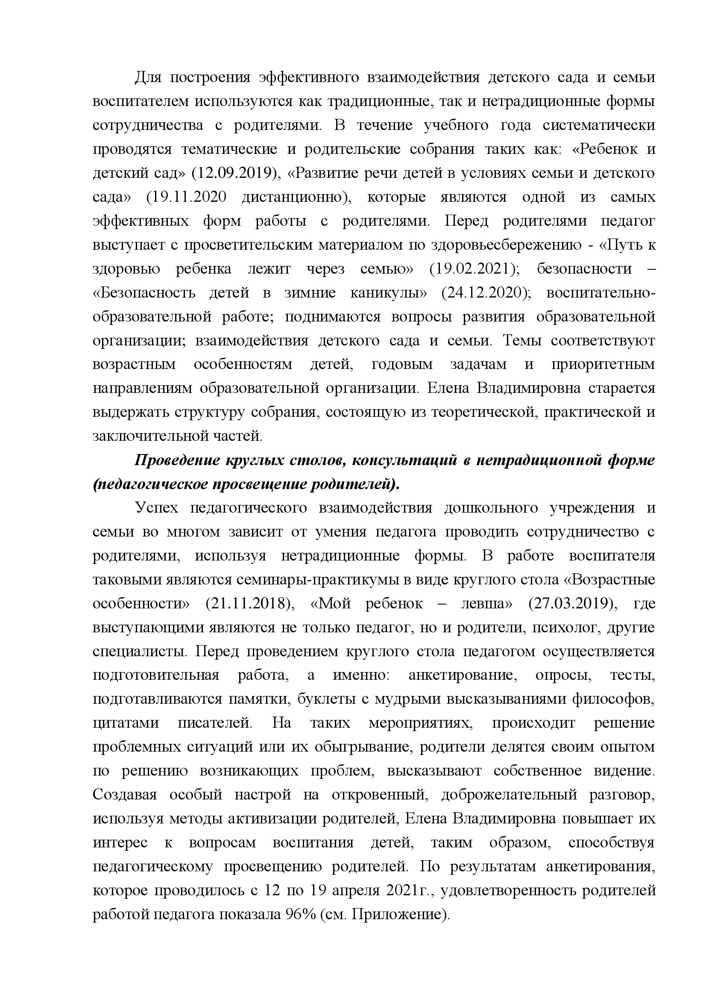 Для построения эффективного взаимодействия детского сада и семьи
воспитателем используются как традиционные, так и нетрадиционные формы
сотрудничества с родителями. В течение учебного года систематически
проводятся тематические и родительские собрания таких как: «Ребенок и
детский сад» (12.09.2019), «Развитие речи детей в условиях семьи и детского
сада» (19.11.2020 дистанционно), которые являются одной из самых
эффективных форм работы с родителями. Перед родителями педагог
выступает с просветительским материалом по здоровьесбережению - «Путь к
здоровью ребенка лежит через семью» (19.02.2021); безопасности –
«Безопасность детей в зимние каникулы» (24.12.2020); воспитательно-
образовательной работе; поднимаются вопросы развития образовательной
организации; взаимодействия детского сада и семьи. Темы соответствуют
возрастным особенностям детей, годовым задачам и приоритетным
направлениям образовательной организации. Елена Владимировна старается
выдержать структуру собрания, состоящую из теоретической, практической и
заключительной частей.
Проведение круглых столов, консультаций в нетрадиционной форме
(педагогическое просвещение родителей).
Успех педагогического взаимодействия дошкольного учреждения и
семьи во многом зависит от умения педагога проводить сотрудничество с
родителями, используя нетрадиционные формы. В работе воспитателя
таковыми являются семинары-практикумы в виде круглого стола «Возрастные
особенности» (21.11.2018), «Мой ребенок – левша» (27.03.2019), где
выступающими являются не только педагог, но и родители, психолог, другие
специалисты. Перед проведением круглого стола педагогом осуществляется
подготовительная работа, а именно: анкетирование, опросы, тесты,
подготавливаются памятки, буклеты с мудрыми высказываниями философов,
цитатами писателей. На таких мероприятиях, происходит решение
проблемных ситуаций или их обыгрывание, родители делятся своим опытом
по решению возникающих проблем, высказывают собственное видение.
Создавая особый настрой на откровенный, доброжелательный разговор,
используя методы активизации родителей, Елена Владимировна повышает их
интерес к вопросам воспитания детей, таким образом, способствуя
педагогическому просвещению родителей. По результатам анкетирования,
которое проводилось с 12 по 19 апреля 2021г., удовлетворенность родителей
работой педагога показала 96% (см. Приложение).